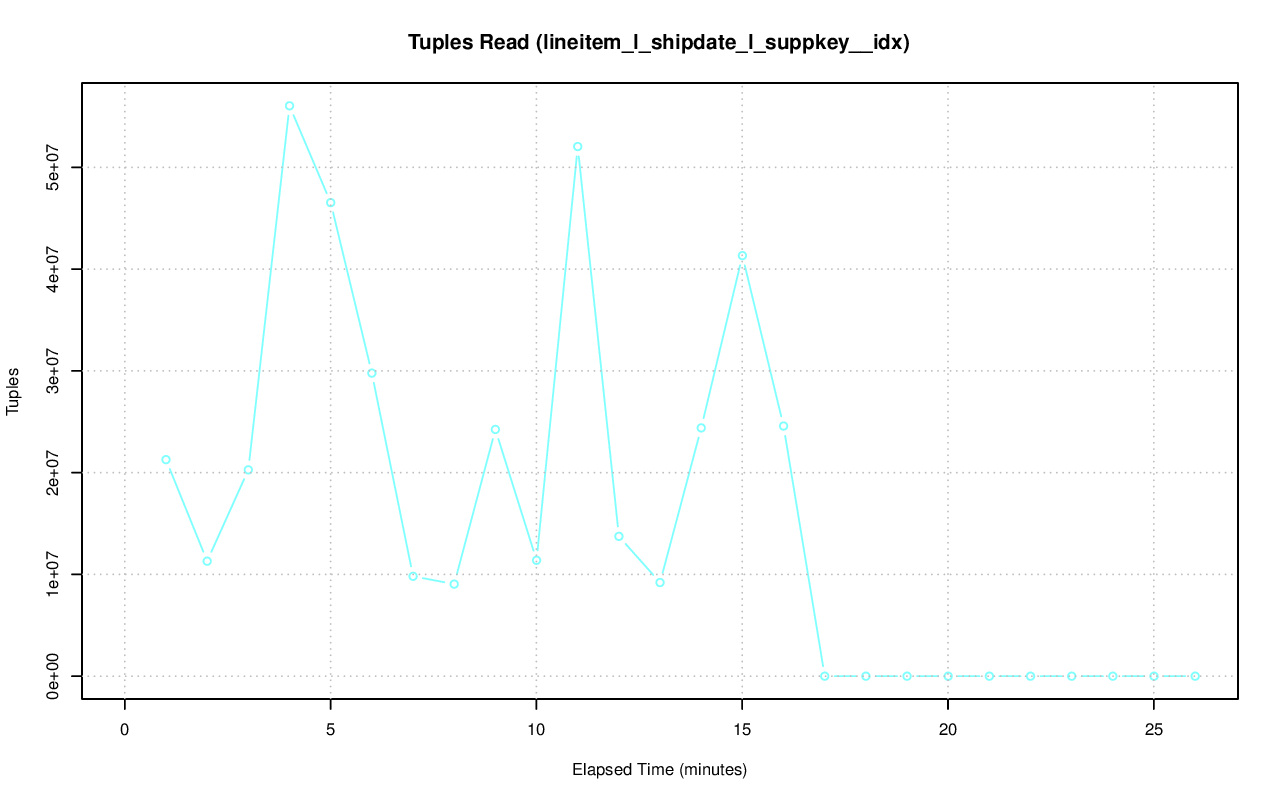 Tuples Read (lineitem_l_shipdate_l_suppkey__idx)
Tuples
5e+07
4e+07
3e+07
2e+07
1e+07
0e+00
0 5 10 15 20 25
Elapsed Time (minutes)